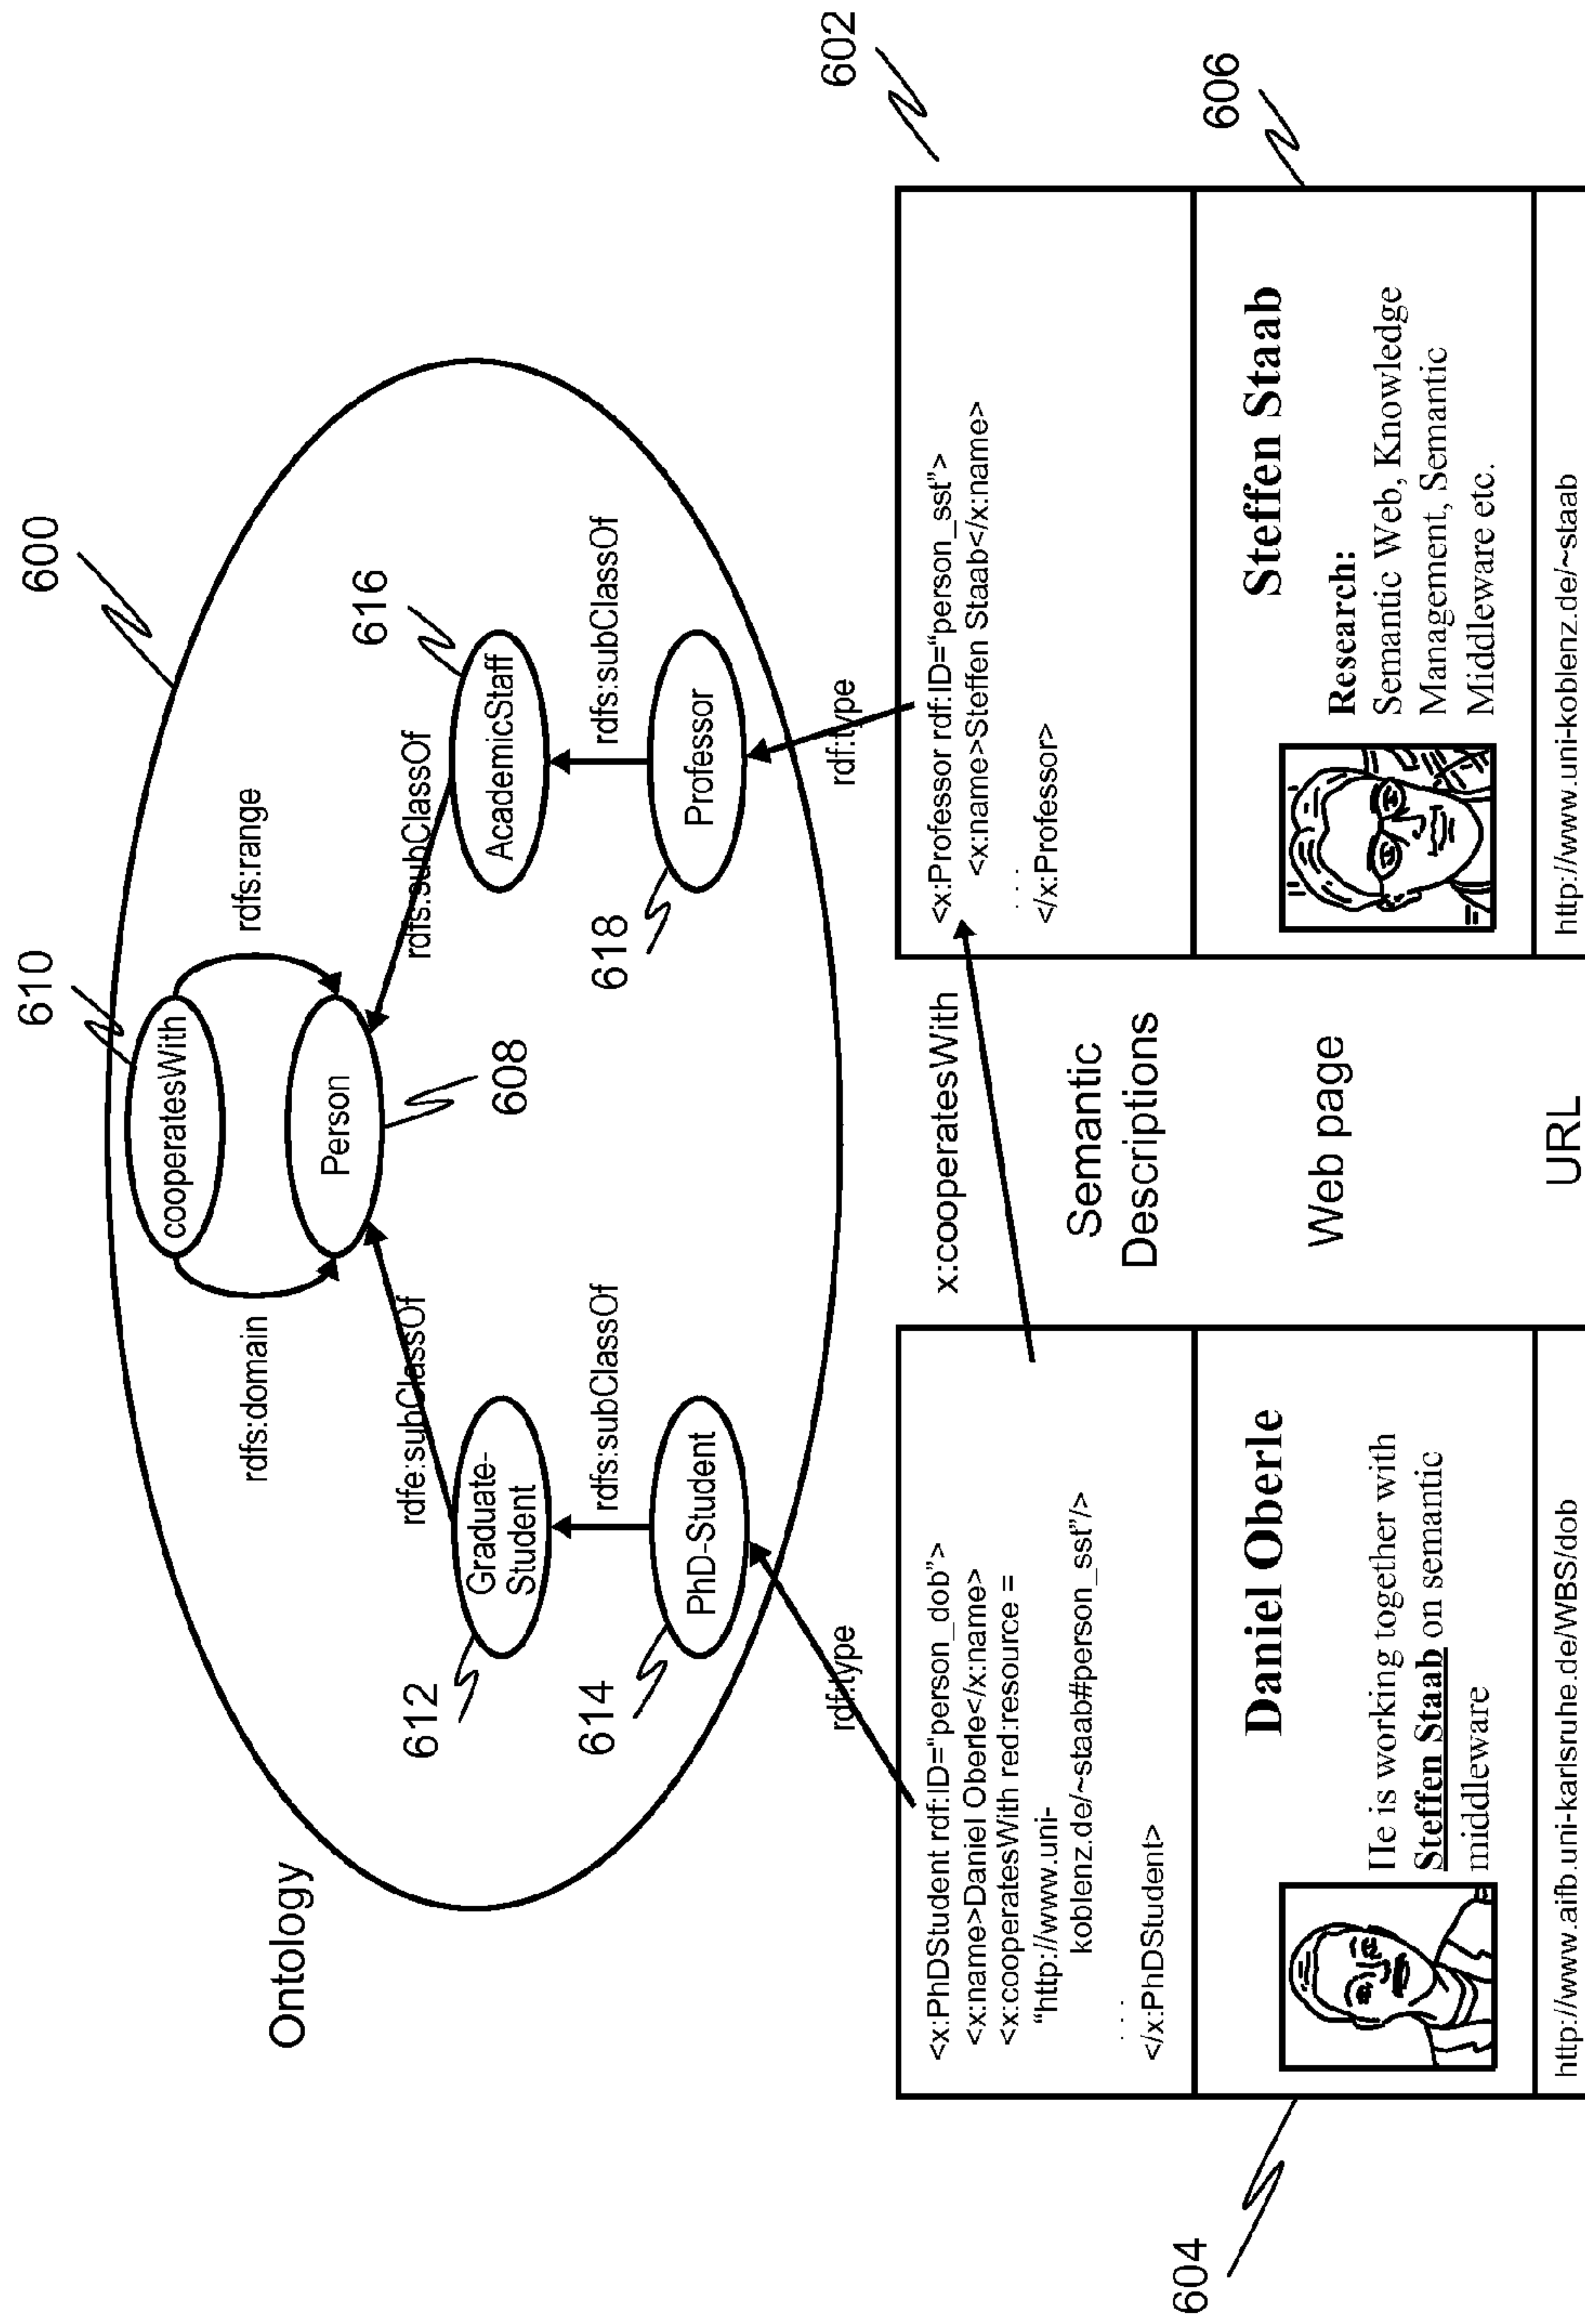 600
610
Ontology
cooperatesWith
rdfs:domain
rdfs:range
Person
608
rdfe:subClassOf
rdfs:subClassOf
612
Graduate-
Student
616
AcademicStaff
rdfs:subClassOf
rdfs:subClassOf
614
PhD-Student
618
Professor
rdf:type
rdf:type
602
<x:PhDStudent rdf:ID="person_dob">
<x:name>Daniel Oberle</x:name>
<x:cooperatesWith red:resource =
“http://www.uni-
koblenz.de/~staab#person_sst”/>
. . .
</x:PhDStudent>
x:cooperatesWith
Semantic
Descriptions
<x:Professor rdf:ID=“person_sst”>
<x:name>Steffen Staab</x:name>
. . .
</x:Professor>
604
Daniel Oberle
He is working together with
Steffen Staab on semantic
middleware
Web page
606
Steffen Staab
Research:
Semantic Web, Knowledge
Management, Semantic
Middleware etc.
http://www.aifb.uni-karlsruhe.de/WBS/dob
URL
http://www.uni-koblenz.de/~staab